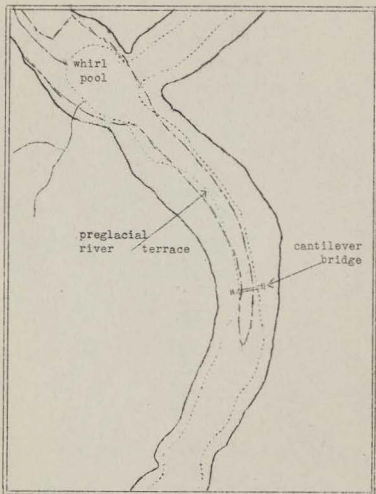 whirl
pool
preglacial
river terrace
cantilever
bridge